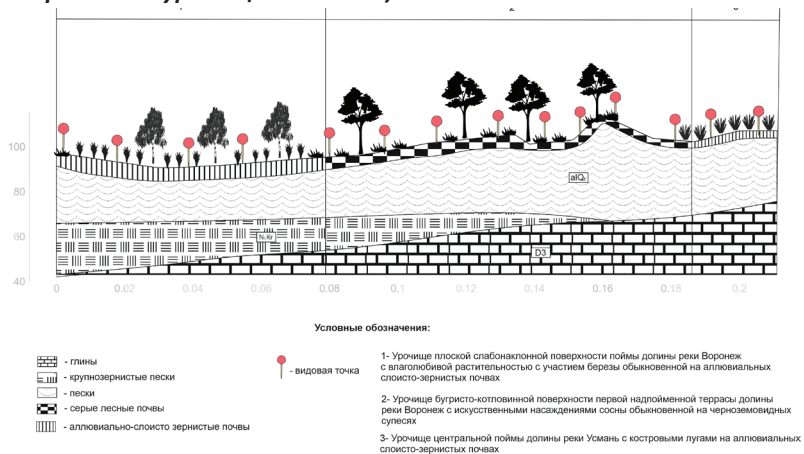 2
100
80
60
40
alQ₅
N₂Kr
D3
0 0.02 0.04 0.06 0.08 0.1 0.12 0.14 0.16 0.18 0.2
Условные обозначения:
- глины
- крупнозернистые пески
- пески
- серые лесные почвы
- аллювиально-слоисто зернистые почвы
- видовая точка
1- Урочище плоской слабонаклонной поверхности поймы долины реки Воронеж
с влаголюбивой растительностью с участием березы обыкновенной на аллювиальных
слоисто-зернистых почвах
2- Урочище бугристо-котловинной поверхности первой надпойменной террасы долины
реки Воронеж с искусственными насаждениями сосны обыкновенной на черноземовидных
супесях
3- Урочище центральной поймы долины реки Усмань с костровыми лугами на аллювиальных
слоисто-зернистых почвах